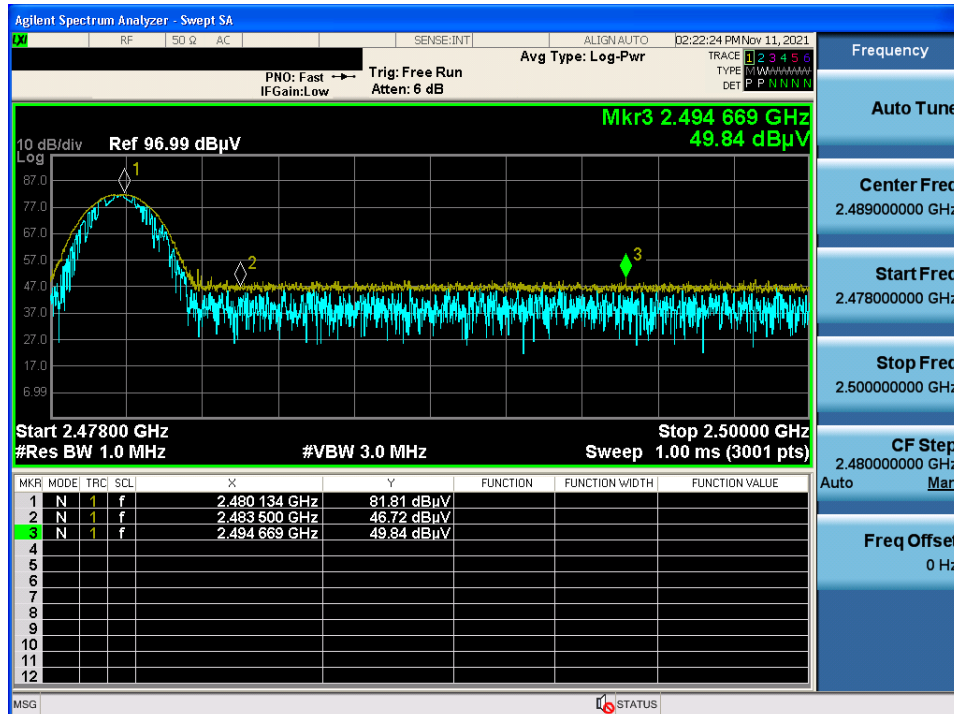 Agilent Spectrum Analyzer - Swept SA
LXI RF 50 Ω AC SENSE:INT ALIGN AUTO 02:22:24 PM Nov 11, 2021
Frequency
Avg Type: Log-Pwr
TRACE 1 2 3 4 5 6
PNO: Fast Trig: Free Run
TYPE M WWWWW
IFGain:Low Atten: 6 dB
DET P P N N N N
Auto Tune
Mkr3 2.494 669 GHz
49.84 dBµV
10 dB/div Ref 96.99 dBµV
Log
87.0
77.0
67.0
57.0
47.0
37.0
27.0
17.0
6.99
1
2
3
Center Freq
2.489000000 GHz
Start Freq
2.478000000 GHz
Stop Freq
2.500000000 GHz
Start 2.47800 GHz Stop 2.50000 GHz
#Res BW 1.0 MHz #VBW 3.0 MHz Sweep 1.00 ms (3001 pts)
CF Step
2.480000000 GHz
Auto Man
MKR MODE TRC SCL X Y FUNCTION FUNCTION WIDTH FUNCTION VALUE
1 N 1 f 2.480 134 GHz 81.81 dBµV
2 N 1 f 2.483 500 GHz 46.72 dBµV
3 N 1 f 2.494 669 GHz 49.84 dBµV
4
5
6
7
8
9
10
11
12
Freq Offset
0 Hz
MSG STATUS